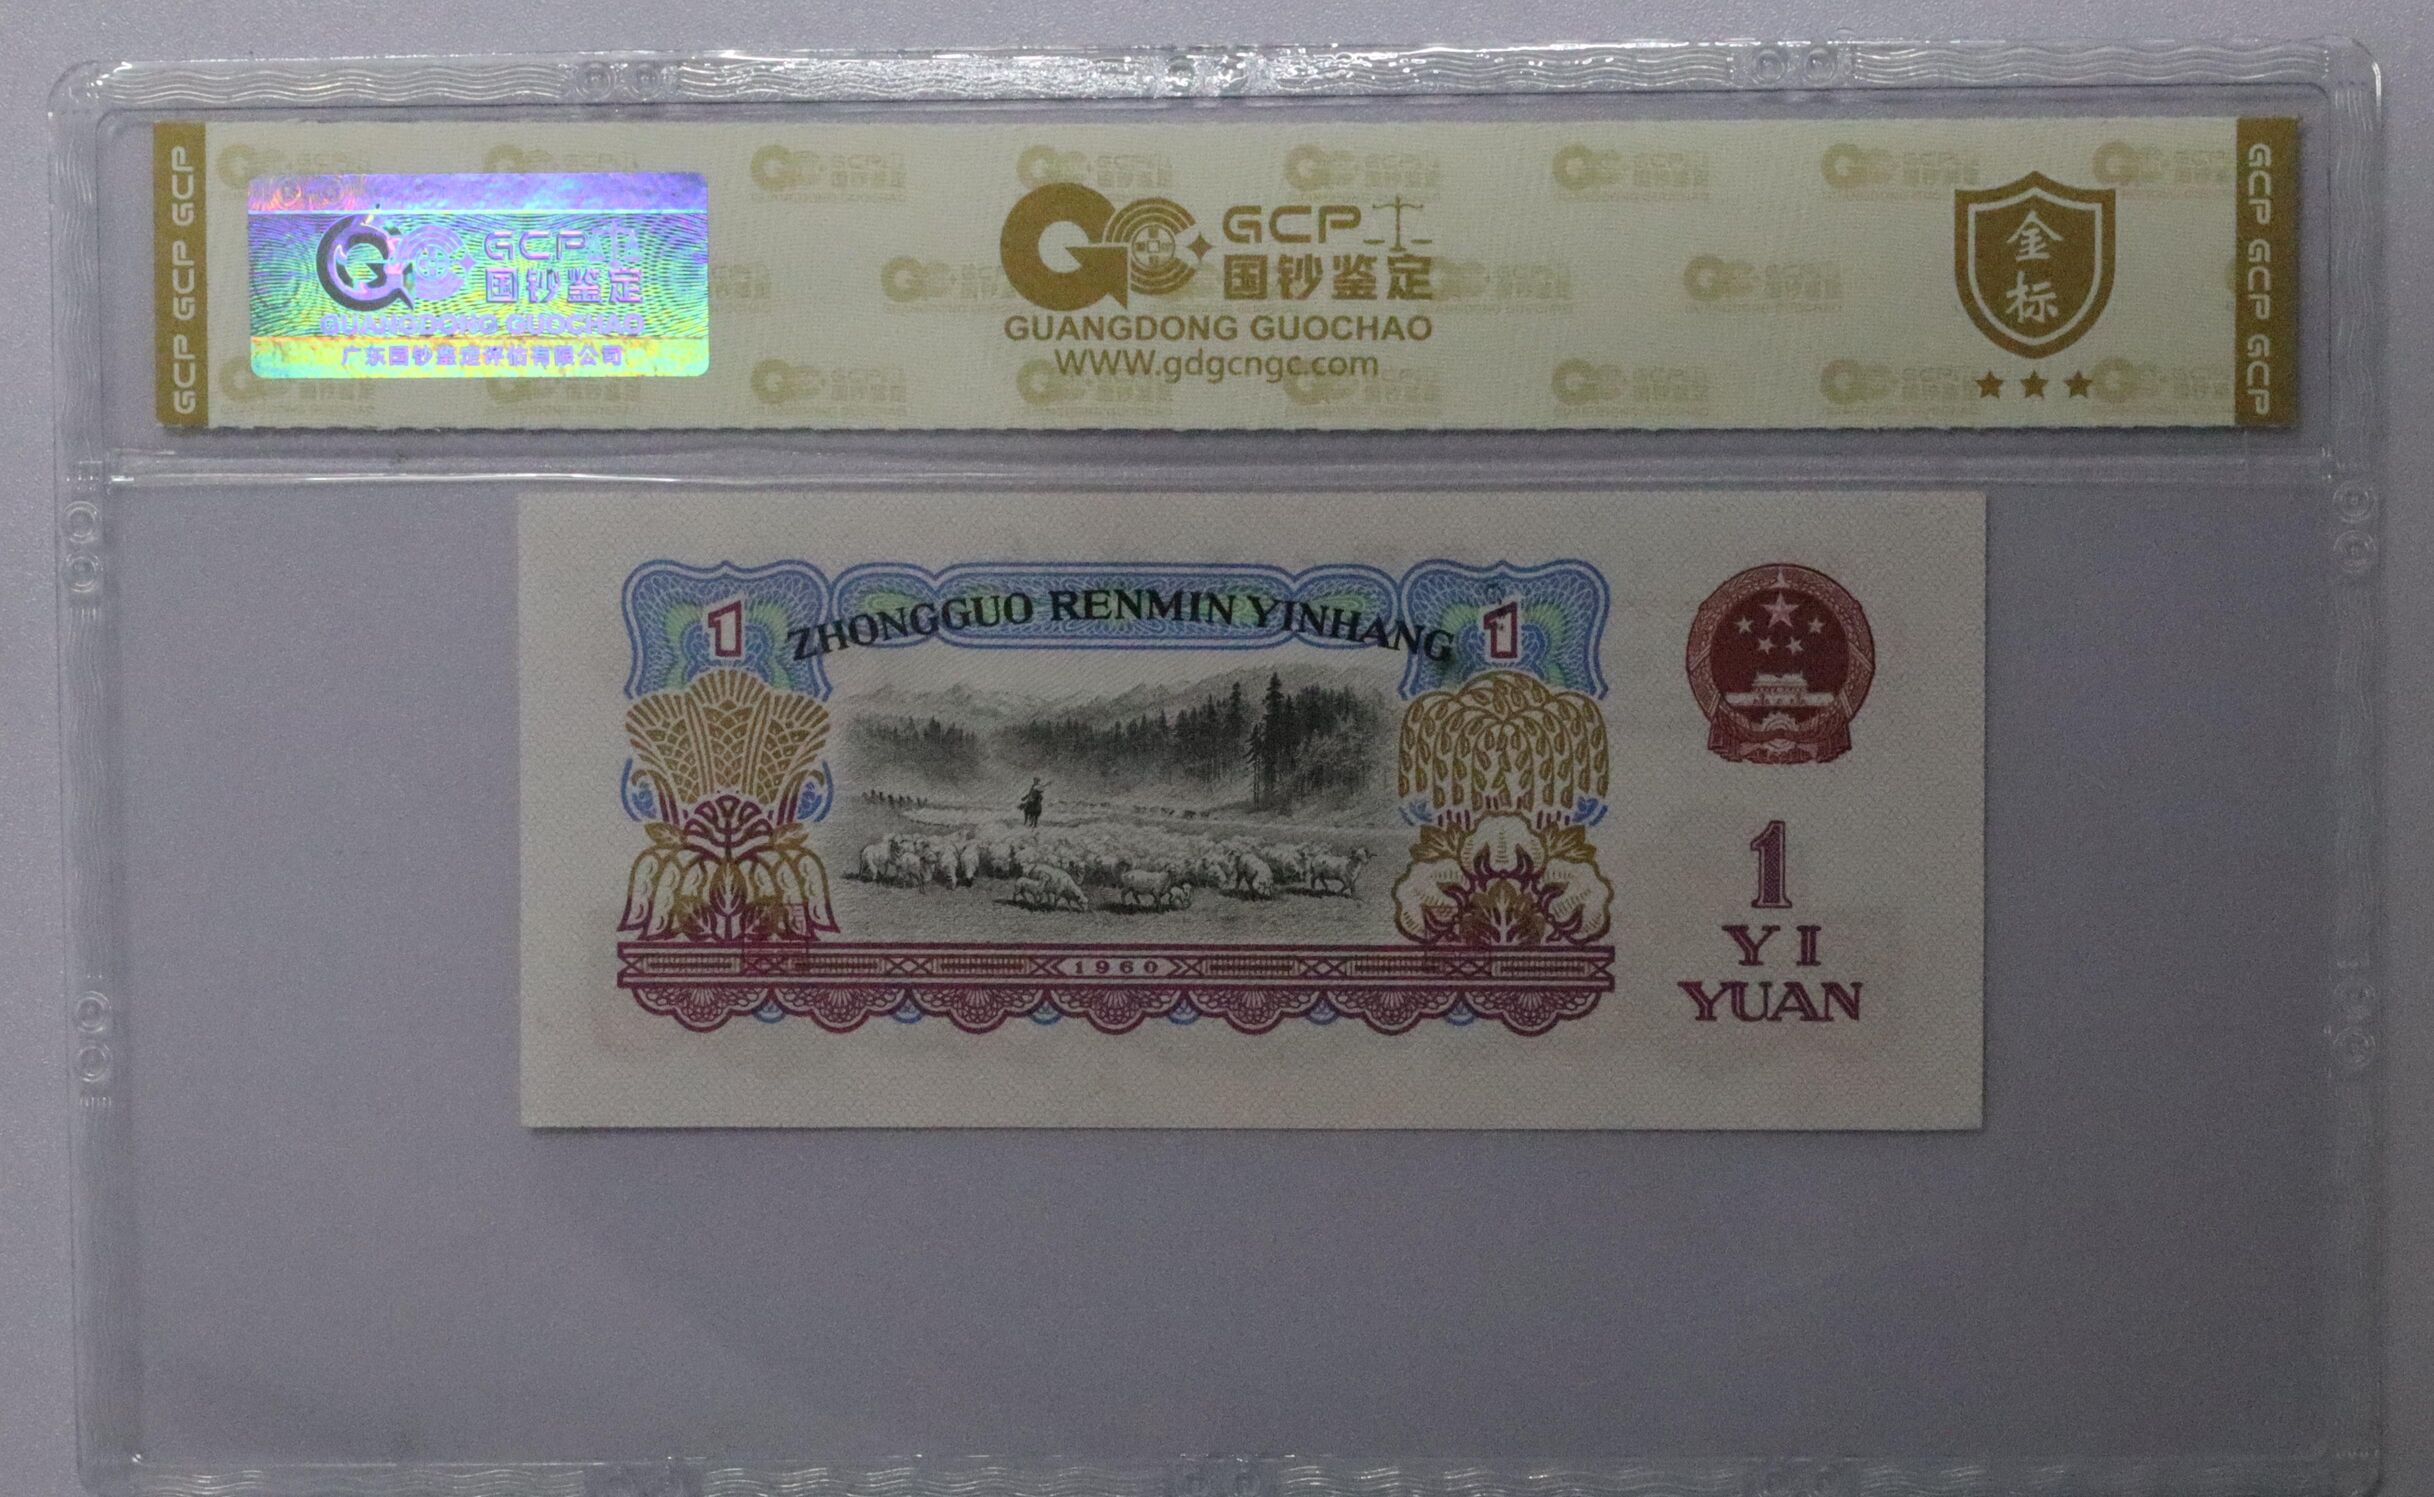 GCP GCP GCP
GCP
国钞鉴定
GUANGDONG GUOCHAO
广东国钞鉴定评估有限公司
GCP
国钞鉴定
GUANGDONG GUOCHAO
WWW.gdgcngc.com
金标
GCP GCP GCP
ZHONGGUO RENMIN YINHANG
1
1
1960
1
YI
YUAN